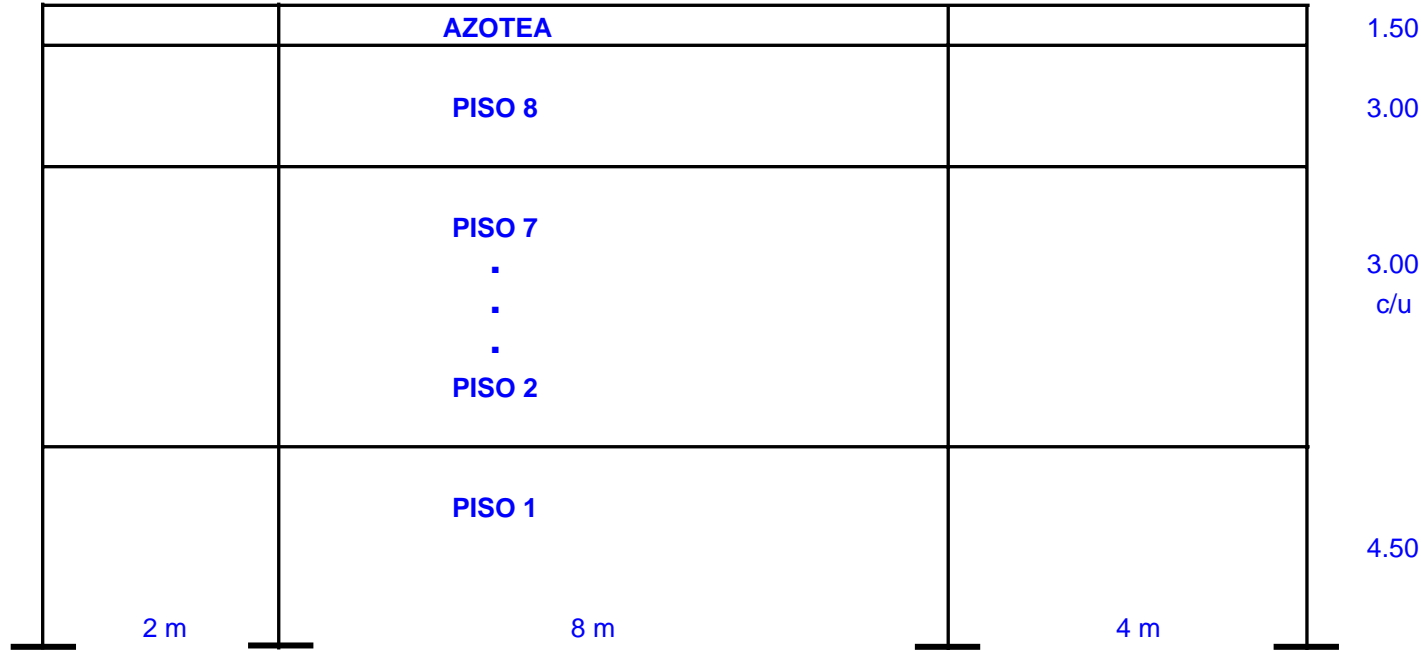 AZOTEA 1.50
PISO 8 3.00
PISO 7
3.00
c/u
PISO 2
PISO 1
4.50
2 m 8 m 4 m